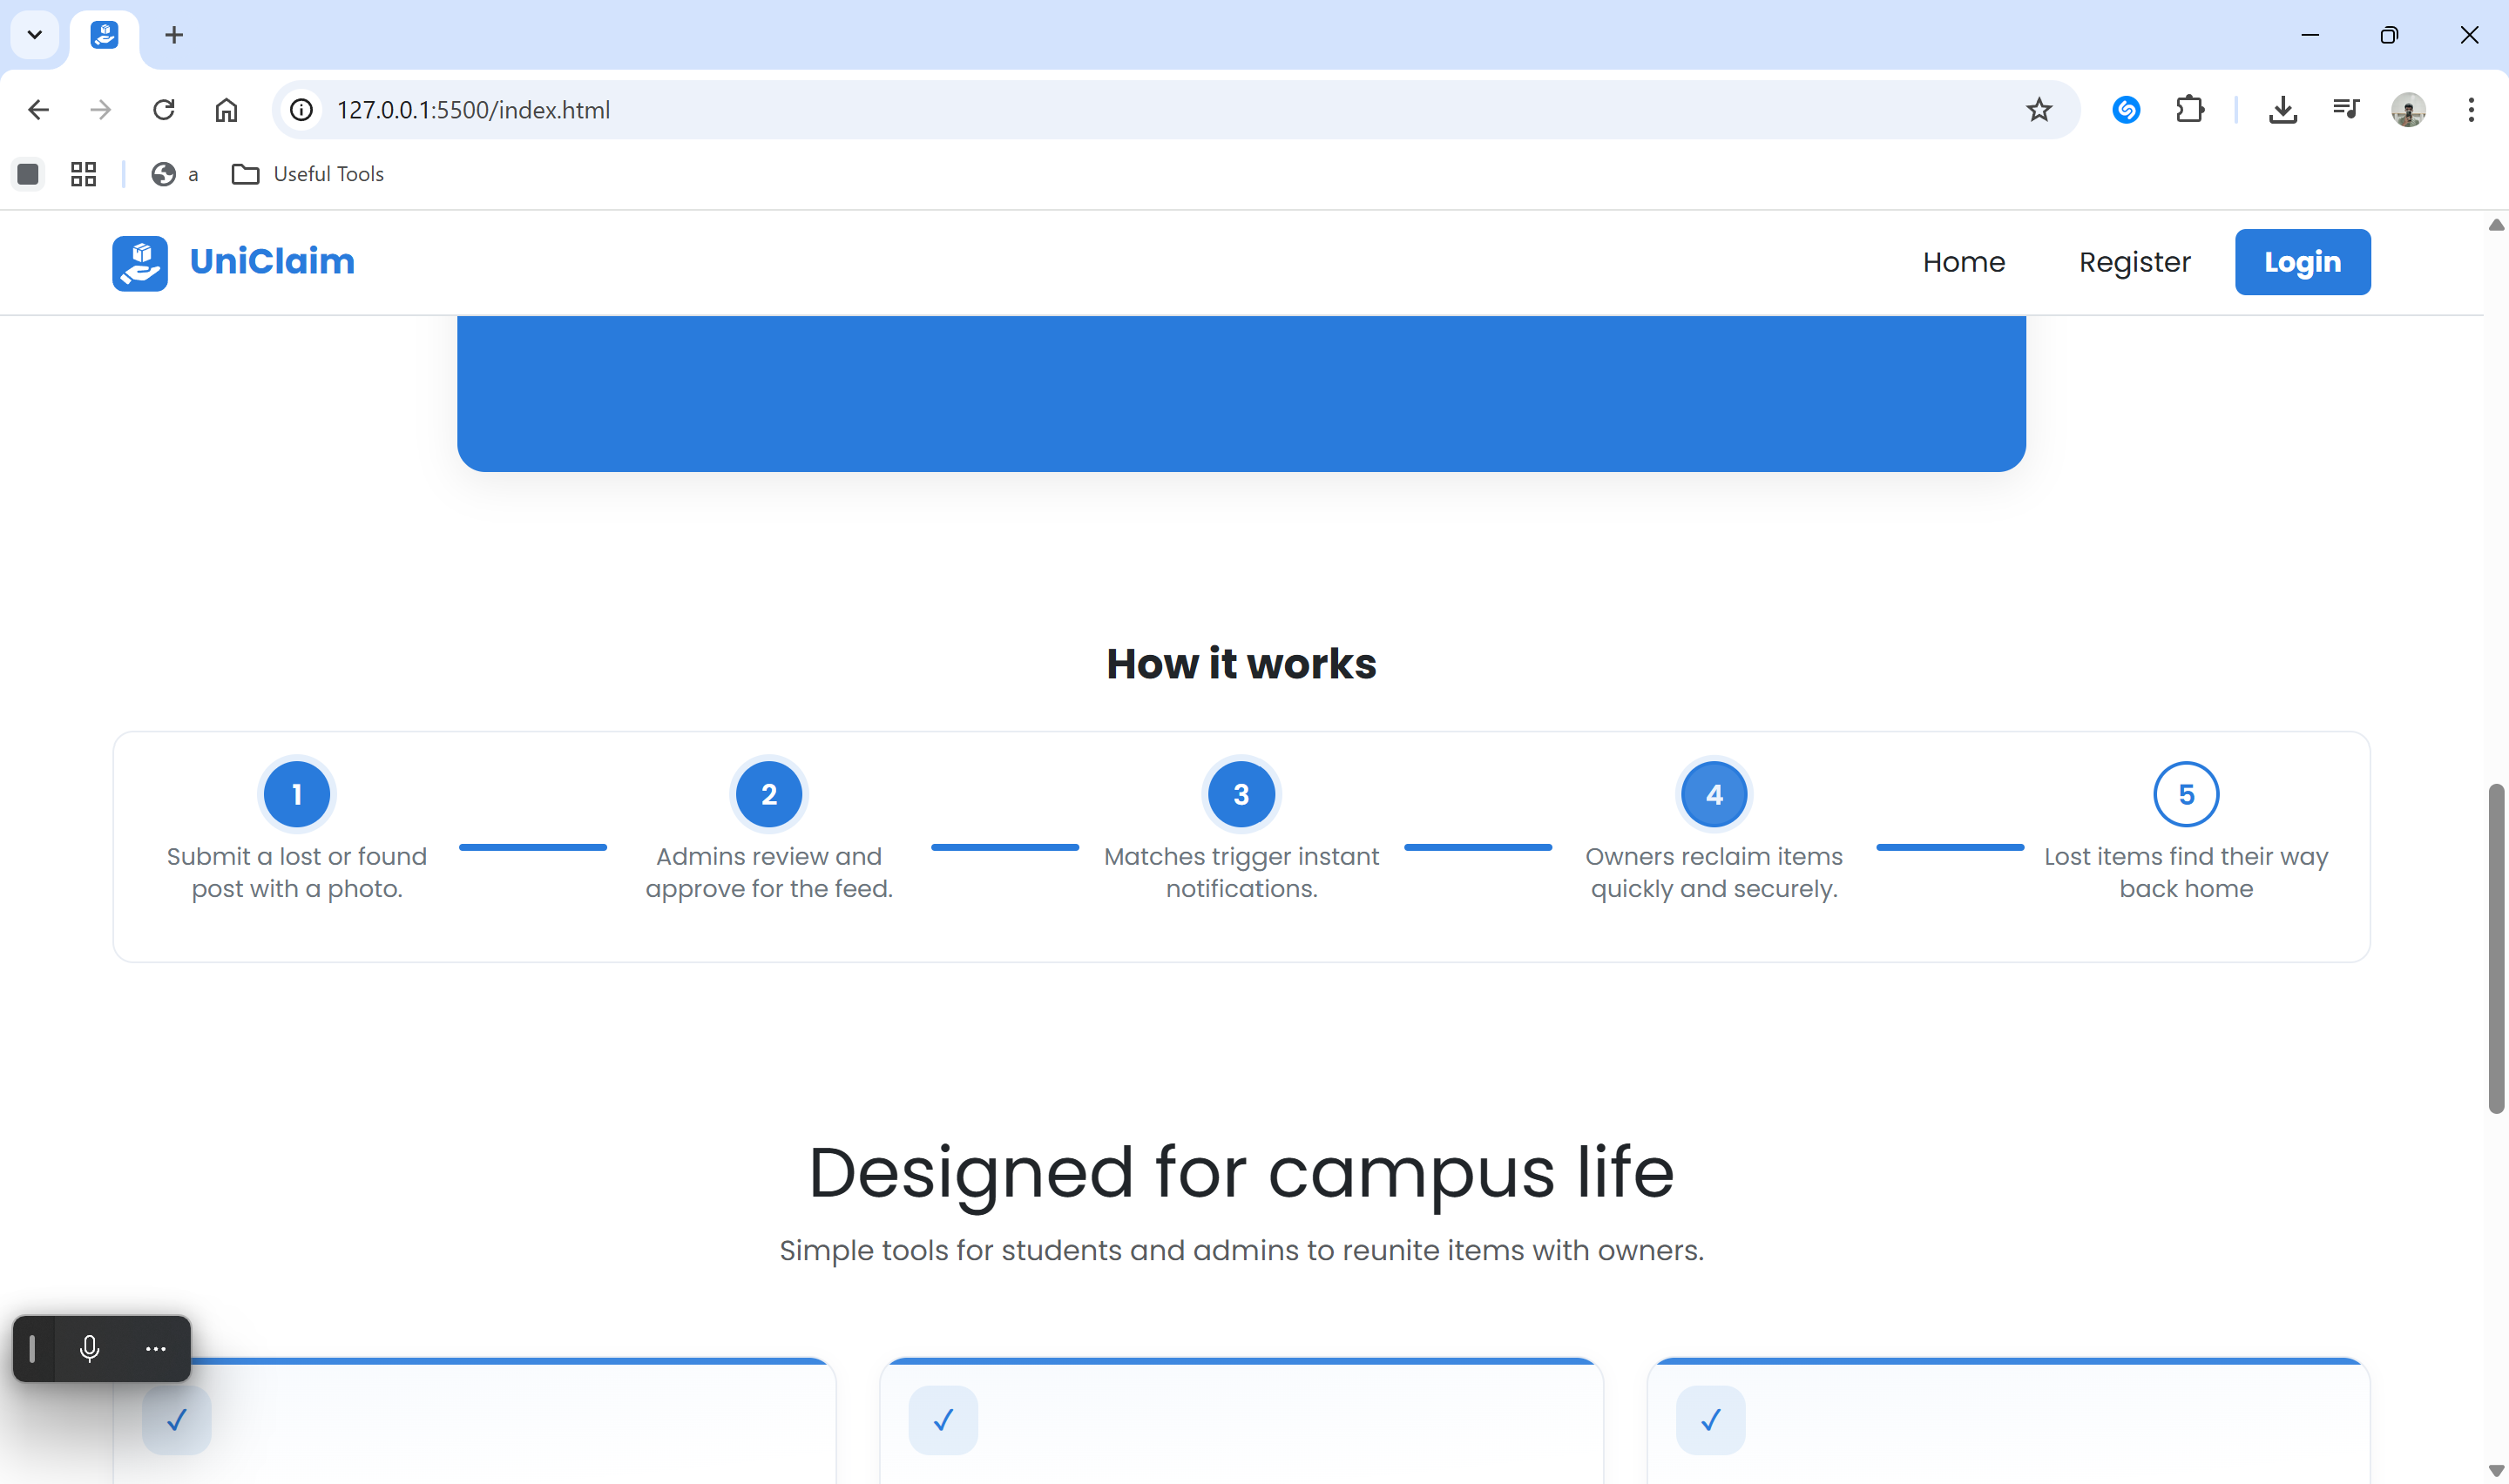 127.0.0.1:5500/index.html
a
Useful Tools
UniClaim
Home
Register
Login
How it works
1
2
3
4
5
Submit a lost or found
post with a photo.
Admins review and
approve for the feed.
Matches trigger instant
notifications.
Owners reclaim items
quickly and securely.
Lost items find their way
back home
Designed for campus life
Simple tools for students and admins to reunite items with owners.